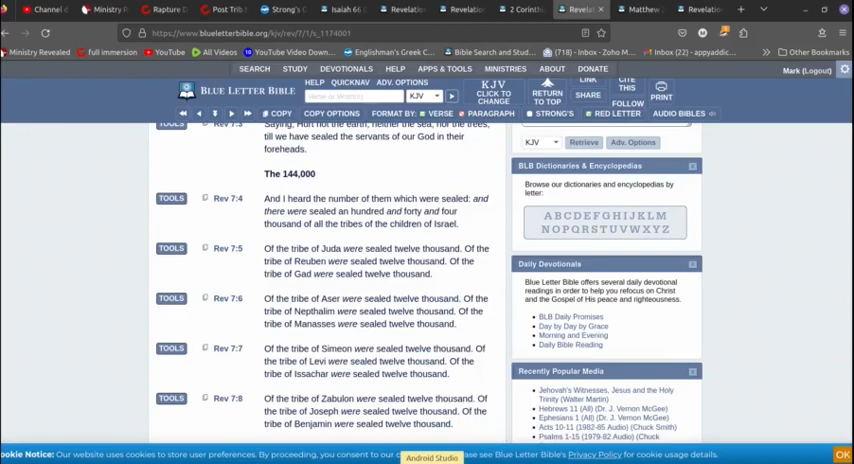 Channel d
Ministry R
Rapture D
Post Trib
Strong's G
Isaiah 66
Revelation
Revelation
2 Corinthi
Revelat
Matthew
Revelation
https://www.blueletterbible.org/kjv/rev/7/1/s_1174001
Ministry Revealed
full immersion
YouTube
All Videos
10 YouTube Video Down...
Englishman's Greek C...
Bible Search and Stud...
(718) - Inbox - Zoho M...
Inbox (22) - appyaddic...
Other Bookmarks
SEARCH STUDY DEVOTIONALS HELP APPS & TOOLS MINISTRIES ABOUT DONATE
Mark (Logout)
BLUE LETTER BIBLE
HELP QUICKNAV ADV. OPTIONS
Verse or Word(s)
KJV
KJV
CLICK TO
CHANGE
RETURN
TO TOP
LINK
SHARE
CITE
THIS
FOLLOW
PRINT
COPY COPY OPTIONS FORMAT BY: VERSE PARAGRAPH STRONG'S RED LETTER AUDIO BIBLES
TOOLS Rev 7:3 Saying, Hurt not the earth, neither the sea, nor the trees,
till we have sealed the servants of our God in their
foreheads.
The 144,000
TOOLS Rev 7:4 And I heard the number of them which were sealed: and
there were sealed an hundred and forty and four
thousand of all the tribes of the children of Israel.
TOOLS Rev 7:5 Of the tribe of Juda were sealed twelve thousand. Of the
tribe of Reuben were sealed twelve thousand. Of the
tribe of Gad were sealed twelve thousand.
TOOLS Rev 7:6 Of the tribe of Aser were sealed twelve thousand. Of the
tribe of Nepthalim were sealed twelve thousand. Of the
tribe of Manasses were sealed twelve thousand.
TOOLS Rev 7:7 Of the tribe of Simeon were sealed twelve thousand. Of
the tribe of Levi were sealed twelve thousand. Of the
tribe of Issachar were sealed twelve thousand.
TOOLS Rev 7:8 Of the tribe of Zabulon were sealed twelve thousand. Of
the tribe of Joseph were sealed twelve thousand. Of the
tribe of Benjamin were sealed twelve thousand.
KJV Retrieve Adv. Options
BLB Dictionaries & Encyclopedias
Browse our dictionaries and encyclopedias by
letter:
A B C D E F G H I J K L M
N O P Q R S T U V W X Y Z
Daily Devotionals
Blue Letter Bible offers several daily devotional
readings in order to help you refocus on Christ
and the Gospel of His peace and righteousness.
BLB Daily Promises
Day by Day by Grace
Morning and Evening
Daily Bible Reading
Recently Popular Media
Jehovah's Witnesses, Jesus and the Holy
Trinity (Walter Martin)
Hebrews 11 (All) (Dr. J. Vernon McGee)
Ephesians 1 (All) (Dr. J. Vernon McGee)
Acts 10-11 (1982-85 Audio) (Chuck Smith)
Psalms 1-15 (1979-82 Audio) (Chuck
ookie Notice: Our website uses cookies to store user preferences. By proceeding, you consent to our c
Android Studio
ase see Blue Letter Bible's Privacy Policy for cookie usage details.
OK